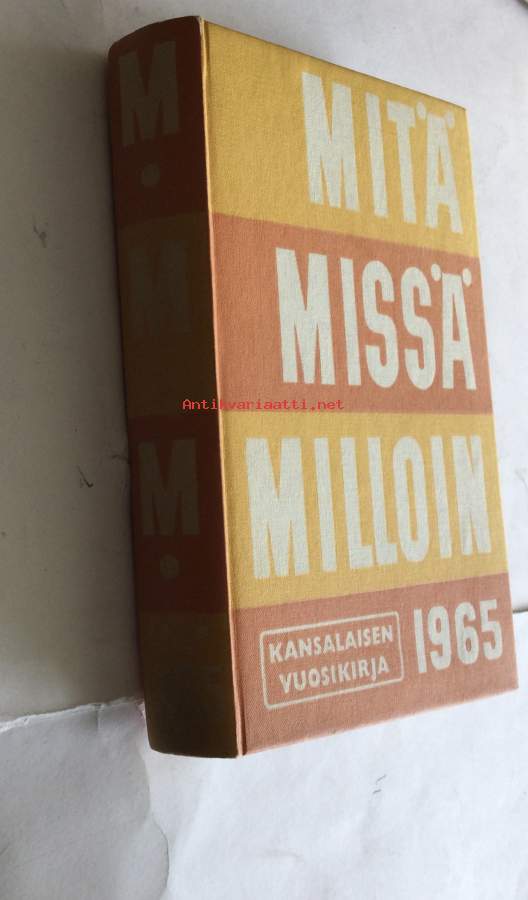 M
M
M
MITÄ
MISSÄ
MILLOIN
KANSALAISEN
VUOSIKIRJA
1965
Antikvariaatti.net